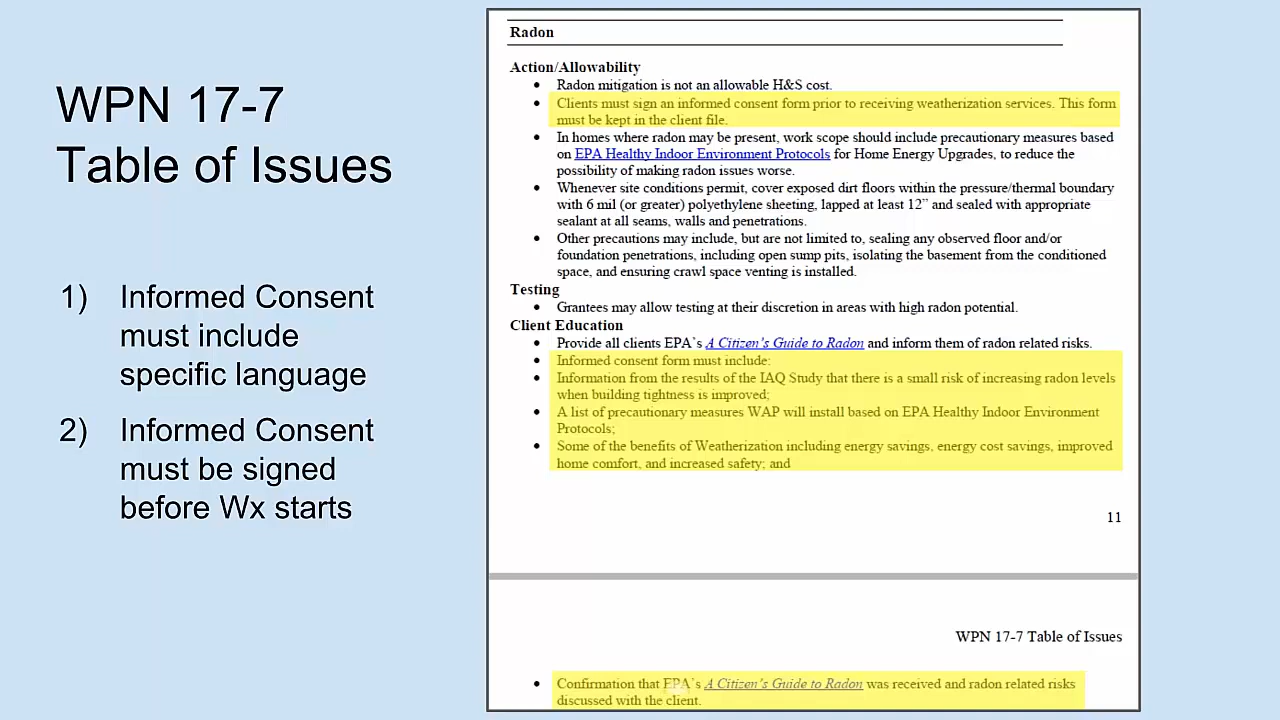 WPN 17-7
Table of Issues
1) Informed Consent
must include
specific language
2) Informed Consent
must be signed
before Wx starts
Radon
Action/Allowability
• Radon mitigation is not an allowable H&S cost.
• Clients must sign an informed consent form prior to receiving weatherization services. This form
must be kept in the client file.
• In homes where radon may be present, work scope should include precautionary measures based
on EPA Healthy Indoor Environment Protocols for Home Energy Upgrades, to reduce the
possibility of making radon issues worse.
• Whenever site conditions permit, cover exposed dirt floors within the pressure/thermal boundary
with 6 mil (or greater) polyethylene sheeting, lapped at least 12” and sealed with appropriate
sealant at all seams, walls and penetrations.
• Other precautions may include, but are not limited to, sealing any observed floor and/or
foundation penetrations, including open sump pits, isolating the basement from the conditioned
space, and ensuring crawl space venting is installed.
Testing
• Grantees may allow testing at their discretion in areas with high radon potential.
Client Education
• Provide all clients EPA’s A Citizen’s Guide to Radon and inform them of radon related risks.
• Informed consent form must include:
• Information from the results of the IAQ Study that there is a small risk of increasing radon levels
when building tightness is improved;
• A list of precautionary measures WAP will install based on EPA Healthy Indoor Environment
Protocols;
• Some of the benefits of Weatherization including energy savings, energy cost savings, improved
home comfort, and increased safety; and
11
WPN 17-7 Table of Issues
• Confirmation that EPA’s A Citizen’s Guide to Radon was received and radon related risks
discussed with the client.